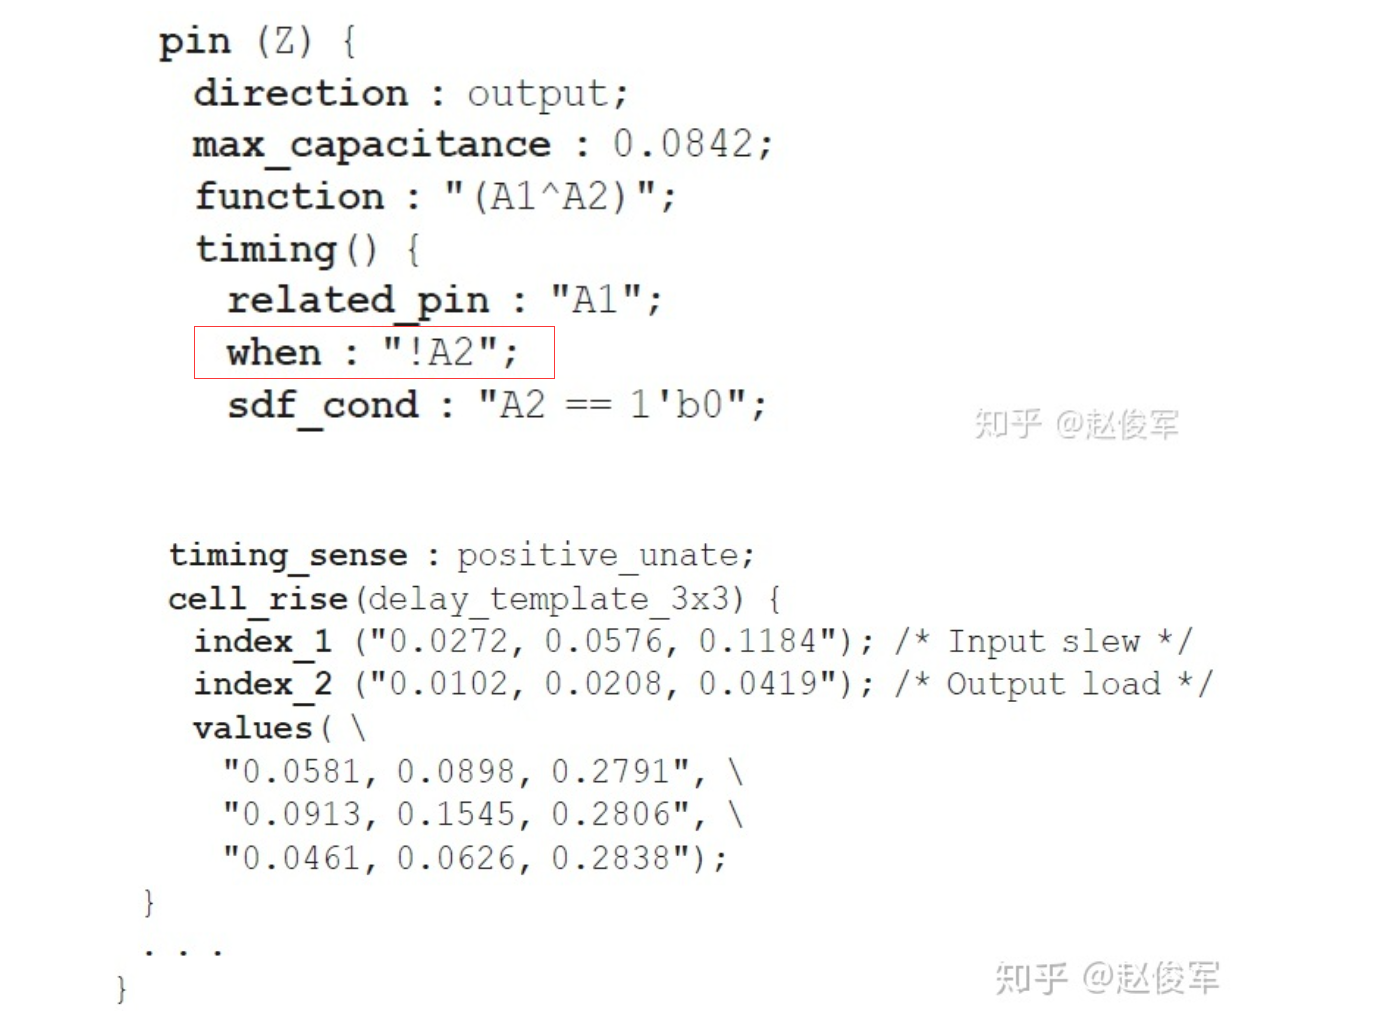 pin (Z) {
direction : output;
max_capacitance : 0.0842;
function : "(A1^A2)";
timing() {
related_pin : "A1";
when : "!A2";
sdf_cond : "A2 == 1'b0";
知乎 @赵俊军
timing_sense : positive_unate;
cell_rise(delay_template_3x3) {
index_1 ("0.0272, 0.0576, 0.1184"); /* Input slew */
index_2 ("0.0102, 0.0208, 0.0419"); /* Output load */
values( \
"0.0581, 0.0898, 0.2791", \
"0.0913, 0.1545, 0.2806", \
"0.0461, 0.0626, 0.2838");
}
. . .
}
知乎 @赵俊军